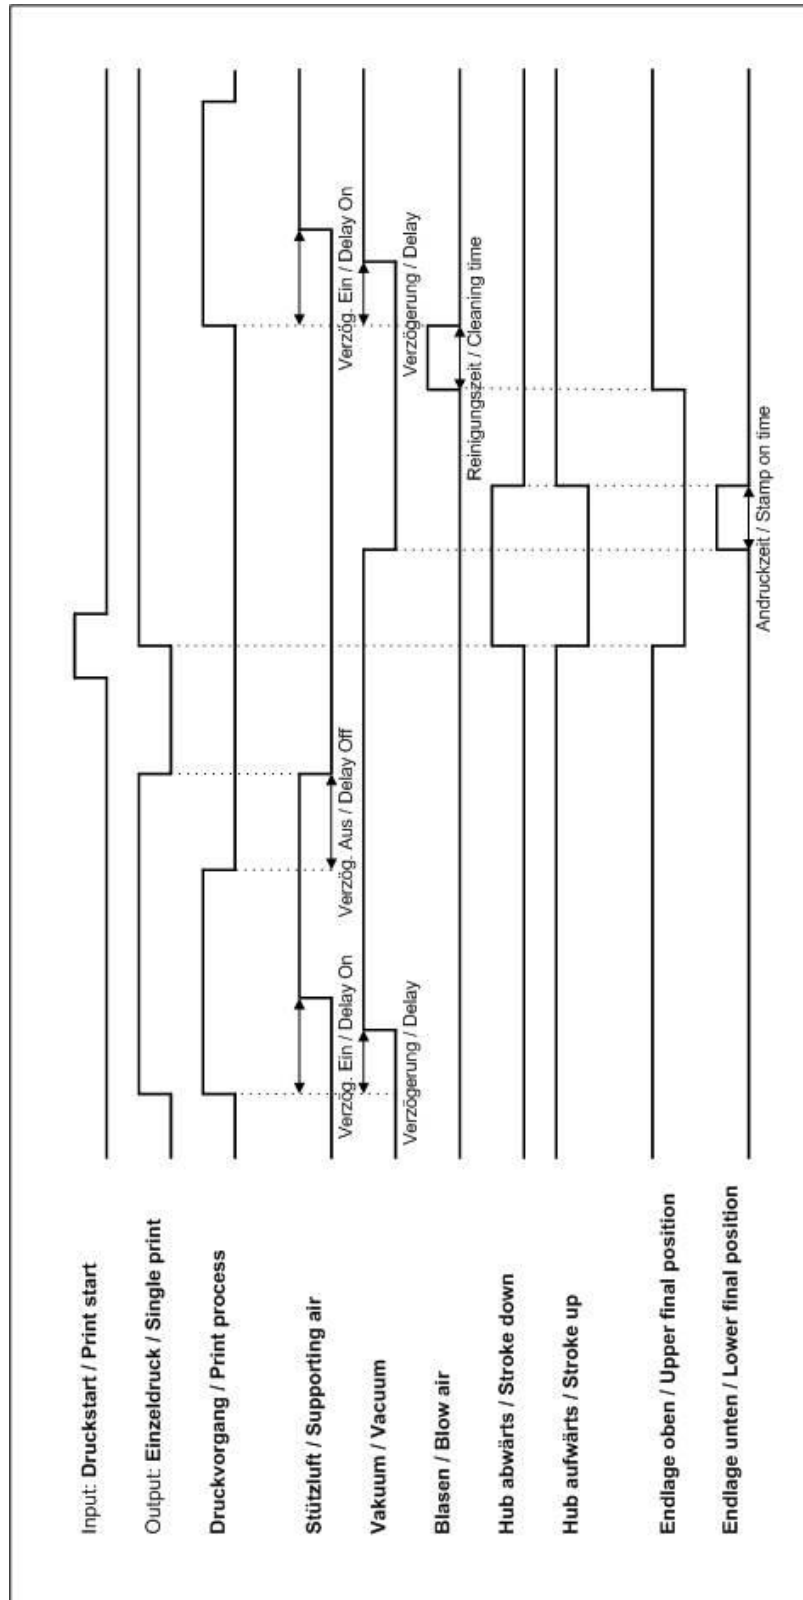 Input: Druckstart / Print start
Output: Einzeldruck / Single print
Druckvorgang / Print process
Stützluft / Supporting air
Verzög. Ein / Delay On
Verzög. Aus / Delay Off
Verzög. Ein / Delay On
Vakuum / Vacuum
Verzögerung / Delay
Verzögerung / Delay
Blasen / Blow air
Reinigungszeit / Cleaning time
Hub abwärts / Stroke down
Hub aufwärts / Stroke up
Endlage oben / Upper final position
Endlage unten / Lower final position
Andruckzeit / Stamp on time